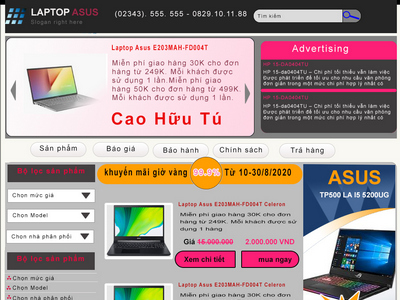 LAPTOP ASUS
Slogan right here
(02343). 555. 555 - 0829.10.11.88
Tìm kiếm
Laptop Asus E203MAH-FD004T
Miễn phí giao hàng 30K cho đơn
hàng từ 249K. Mỗi khách được
sử dụng 1 lần.Miễn phí giao
hàng 50K cho đơn hàng từ 499K.
Mỗi khách được sử dụng 1 lần.
Cao Hữu Tú
Advertising
HP 15-DA0404TU
HP 15-da0404TU – Chi phí tối thiểu vẫn làm việc
Được phát triển để tối ưu cho nhu cầu văn phòng
đơn giản trong một mức chi phí hợp lý nhất có
HP 15-DA0404TU
HP 15-da0404TU – Chi phí tối thiểu vẫn làm việc
Được phát triển để tối ưu cho nhu cầu văn phòng
đơn giản trong một mức chi phí hợp lý nhất có
Sản phẩm
Báo giá
Bảo hành
Chính sách
Trả hàng
Bộ lọc sản phẩm
Chọn mức giá
Chọn Model
Chọn nhà phân phối
Bộ lọc sản phẩm
Chọn mức giá
Chọn Model
Chọn nhà phân phối
khuyến mãi giờ vàng
99.9%
Từ 10-30/8/2020
Laptop Asus E203MAH-FD004T Celeron
Miễn phí giao hàng 30K cho đơn
hàng từ 249K. Mỗi khách được
sử dụng 1 hàng
Giá 15.000.000 2.000.000 VND
Xem chi tiết
mua ngay
Laptop Asus E203MAH-FD004T Celeron
Miễn phí giao hàng 30K cho đơn
hàng từ 249K. Mỗi khách được
sử dụng 1
ASUS
TP500 LA I5 5200UG